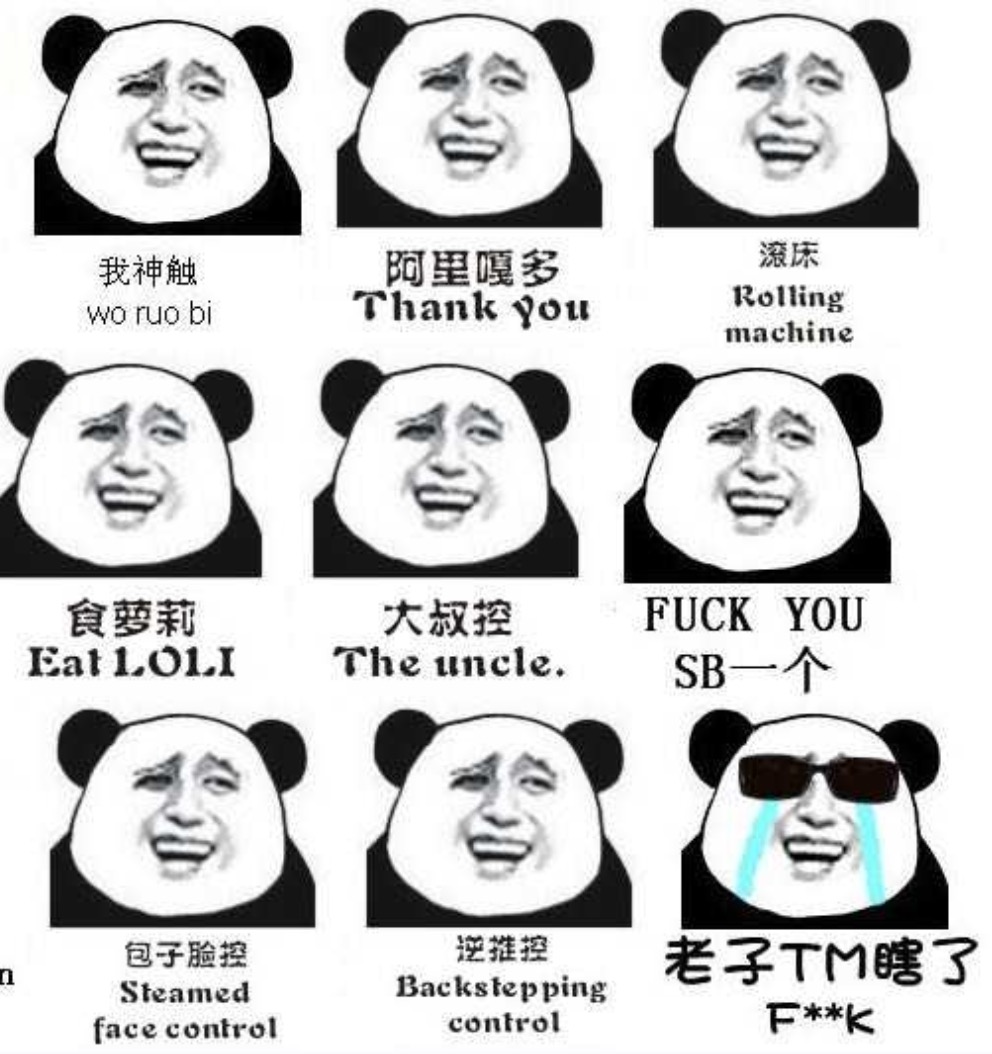 我神触
wo ruo bi
阿里嘎多
Thank you
滚床
Rolling
machine
食萝莉
Eat LOLI
大叔控
The uncle.
FUCK YOU
SB一个
n
包子脸控
Steamed
face control
逆推控
Backstepping
control
老子TM瞎了
F**K